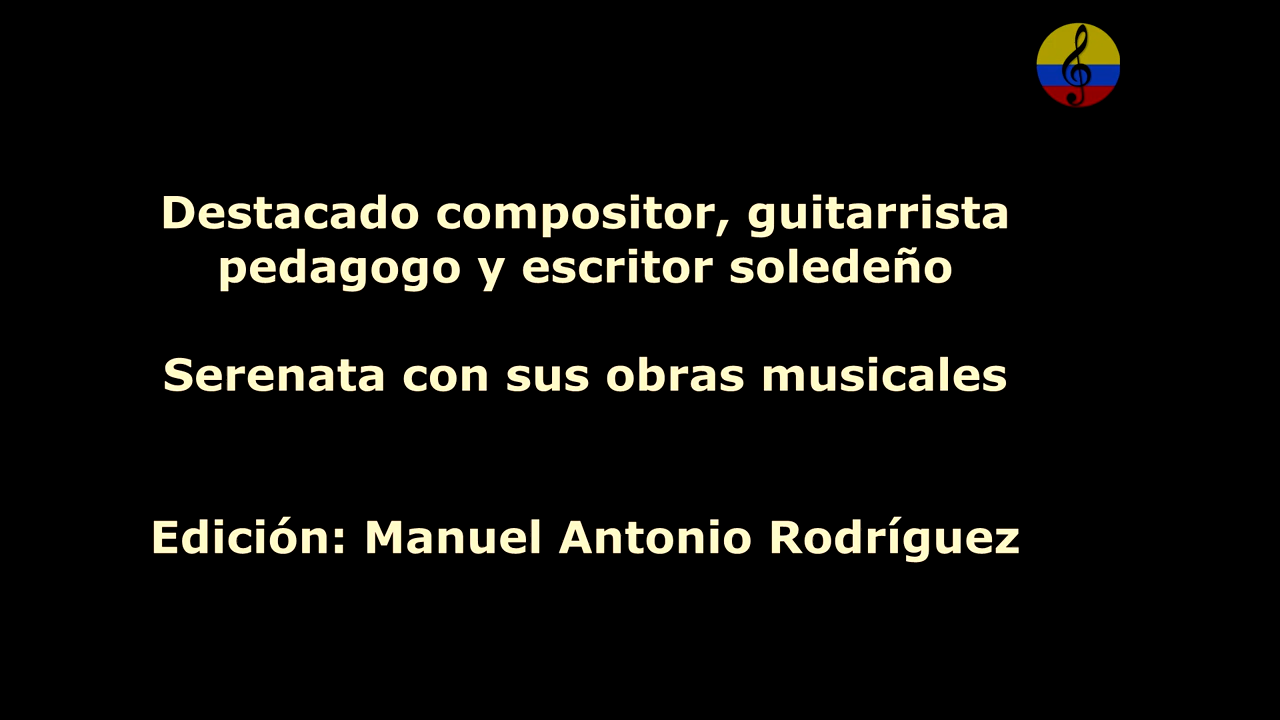 Destacado compositor, guitarrista
pedagogo y escritor soledeño
Serenata con sus obras musicales
Edición: Manuel Antonio Rodríguez